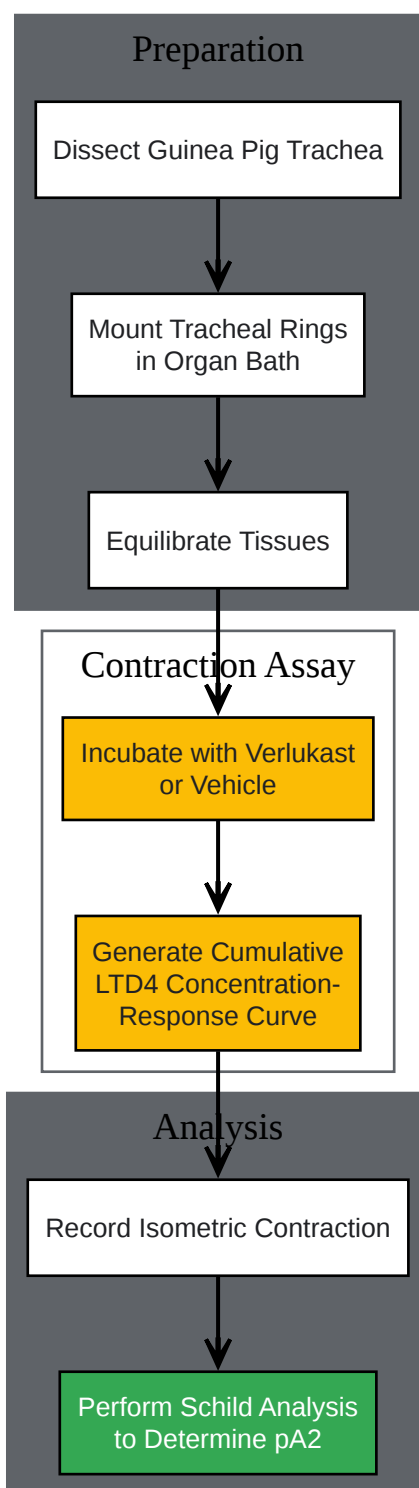 Preparation
Dissect Guinea Pig Trachea
Mount Tracheal Rings
in Organ Bath
Equilibrate Tissues
Contraction Assay
Incubate with Verlukast
or Vehicle
Generate Cumulative
LTD4 Concentration-
Response Curve
Analysis
Record Isometric Contraction
Perform Schild Analysis
to Determine pA2